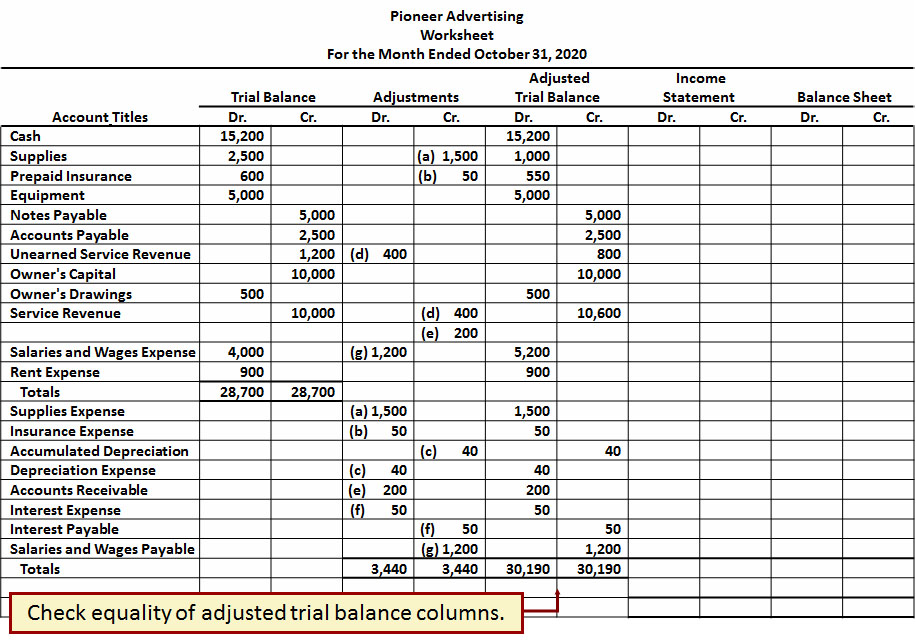 Pioneer Advertising
Worksheet
For the Month Ended October 31, 2020
Adjusted Income
Trial Balance Adjustments Trial Balance Statement Balance Sheet
Account Titles Dr. Cr. Dr. Cr. Dr. Cr. Dr. Cr. Dr. Cr.
Cash 15,200 15,200
Supplies 2,500 (a) 1,500 1,000
Prepaid Insurance 600 (b) 50 550
Equipment 5,000 5,000
Notes Payable 5,000 5,000
Accounts Payable 2,500 2,500
Unearned Service Revenue 1,200 (d) 400 800
Owner's Capital 10,000 10,000
Owner's Drawings 500 500
Service Revenue 10,000 (d) 400 10,600
(e) 200
Salaries and Wages Expense 4,000 (g) 1,200 5,200
Rent Expense 900 900
Totals 28,700 28,700
Supplies Expense (a) 1,500 1,500
Insurance Expense (b) 50 50
Accumulated Depreciation (c) 40 40
Depreciation Expense (c) 40 40
Accounts Receivable (e) 200 200
Interest Expense (f) 50 50
Interest Payable (f) 50 50
Salaries and Wages Payable (g) 1,200 1,200
Totals 3,440 3,440 30,190 30,190
Check equality of adjusted trial balance columns.